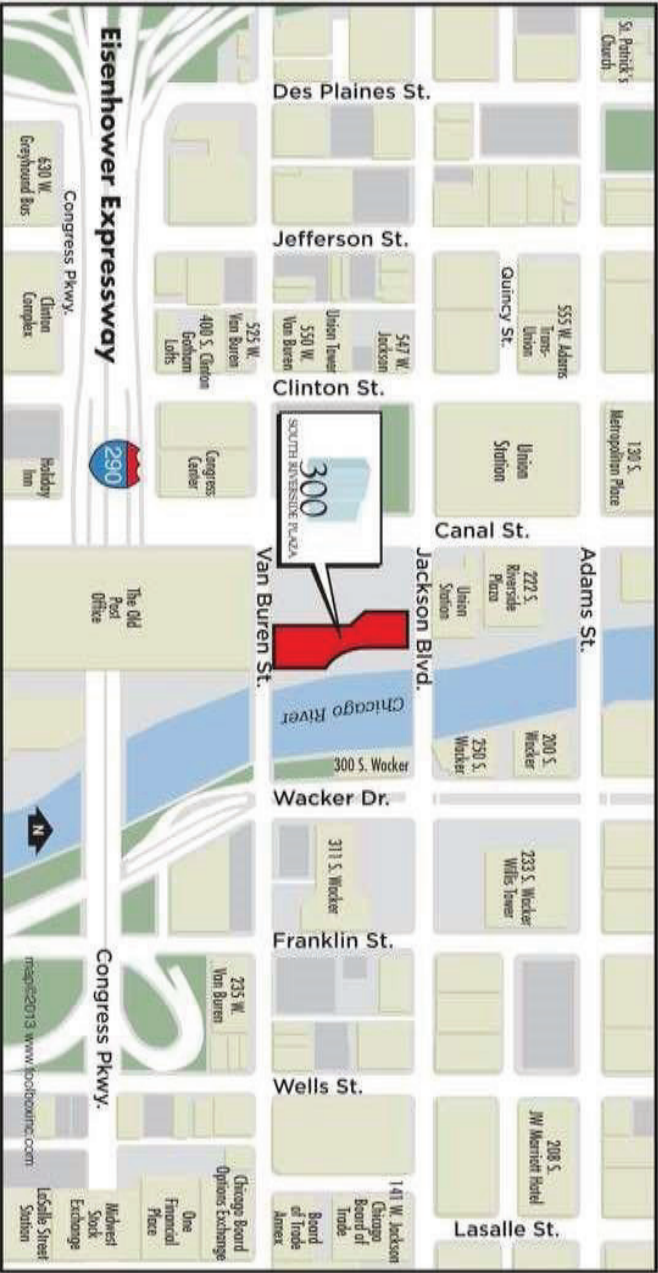 St. Patrick's
Church
130 S.
Metropolitan Place
Adams St.
555 W. Adams
Trans-
Union
Quincy St.
Union
Station
222 S.
Riverside
Plaza
Union
Station
200 S.
Wacker
250 S.
Wacker
233 S. Wacker
Willis Tower
208 S.
JW Marriott Hotel
Jackson Blvd.
547 W.
Jackson
Union Tower
550 W.
Van Buren
300
SOUTH RIVERSIDE PLAZA
Chicago River
300 S. Wacker
311 S. Wacker
141 W. Jackson
Chicago
Board of
Trade
Board
of Trade
Annex
Van Buren St.
525 W.
Van Buren
400 S. Clinton
Gotham
Lofts
Congress
Center
235 W.
Van Buren
Chicago Board
Options Exchange
One
Financial
Place
Midwest
Stock
Exchange
LaSalle Street
Station
The Old
Post
Office
Eisenhower Expressway
290
Congress Pkwy.
Congress Pkwy.
630 W.
Greyhound Bus
Clinton
Complex
Holiday
Inn
N
Des Plaines St.
Jefferson St.
Clinton St.
Canal St.
Wacker Dr.
Franklin St.
Wells St.
Lasalle St.
map©2013 www.toolboxinc.com